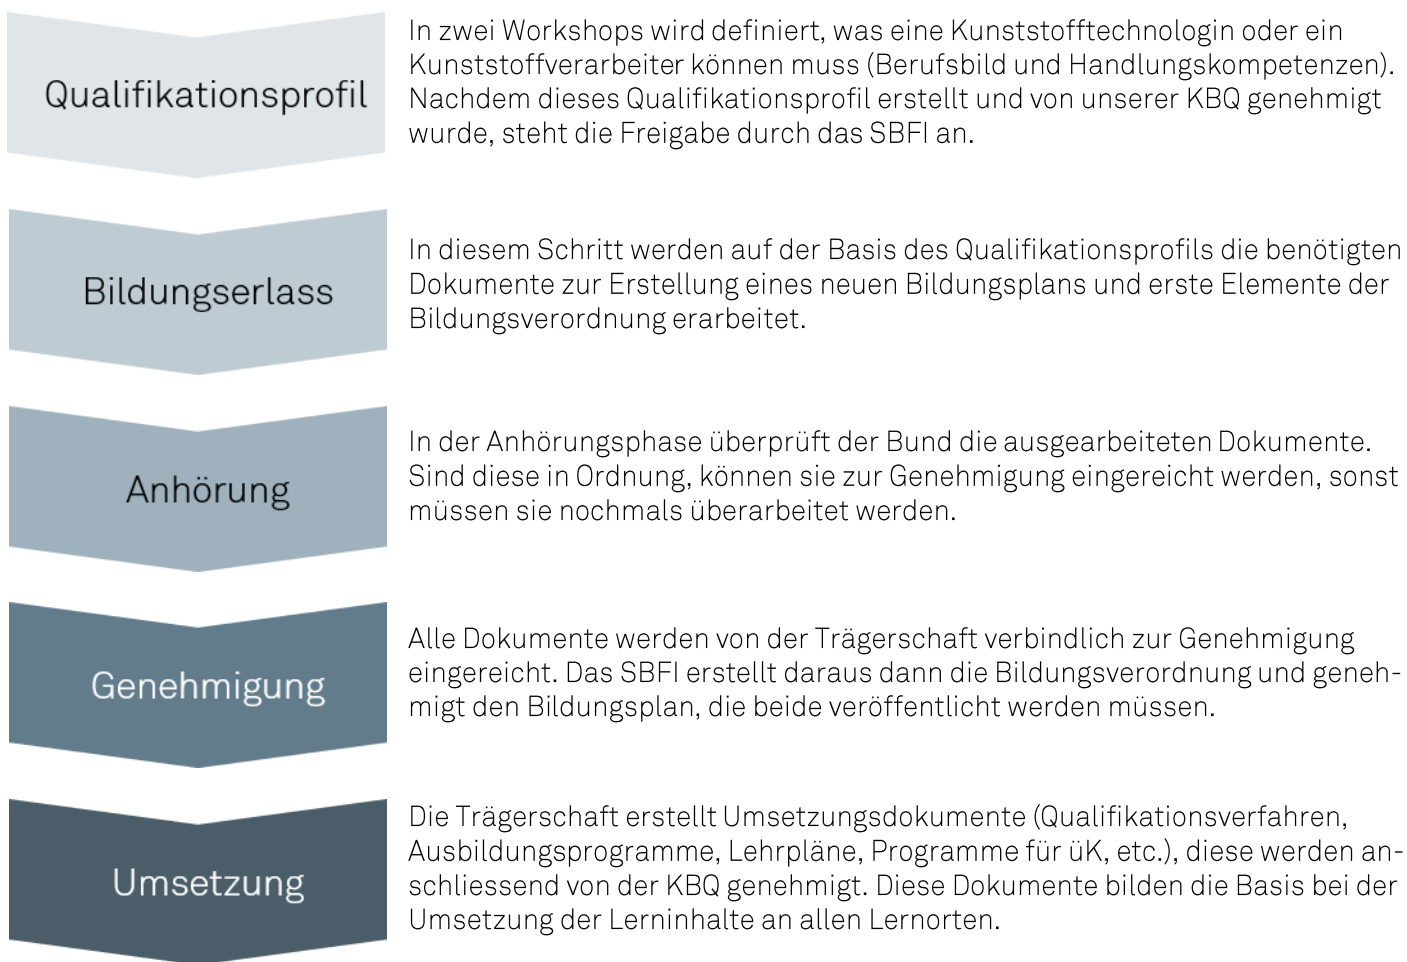 Qualifikationsprofil
In zwei Workshops wird definiert, was eine Kunststofftechnologin oder ein
Kunststoffverarbeiter können muss (Berufsbild und Handlungskompetenzen).
Nachdem dieses Qualifikationsprofil erstellt und von unserer KBQ genehmigt
wurde, steht die Freigabe durch das SBFI an.
Bildungserlass
In diesem Schritt werden auf der Basis des Qualifikationsprofils die benötigten
Dokumente zur Erstellung eines neuen Bildungsplans und erste Elemente der
Bildungsverordnung erarbeitet.
Anhörung
In der Anhörungsphase überprüft der Bund die ausgearbeiteten Dokumente.
Sind diese in Ordnung, können sie zur Genehmigung eingereicht werden, sonst
müssen sie nochmals überarbeitet werden.
Genehmigung
Alle Dokumente werden von der Trägerschaft verbindlich zur Genehmigung
eingereicht. Das SBFI erstellt daraus dann die Bildungsverordnung und geneh-
migt den Bildungsplan, die beide veröffentlicht werden müssen.
Umsetzung
Die Trägerschaft erstellt Umsetzungsdokumente (Qualifikationsverfahren,
Ausbildungsprogramme, Lehrpläne, Programme für üK, etc.), diese werden an-
schliessend von der KBQ genehmigt. Diese Dokumente bilden die Basis bei der
Umsetzung der Lerninhalte an allen Lernorten.